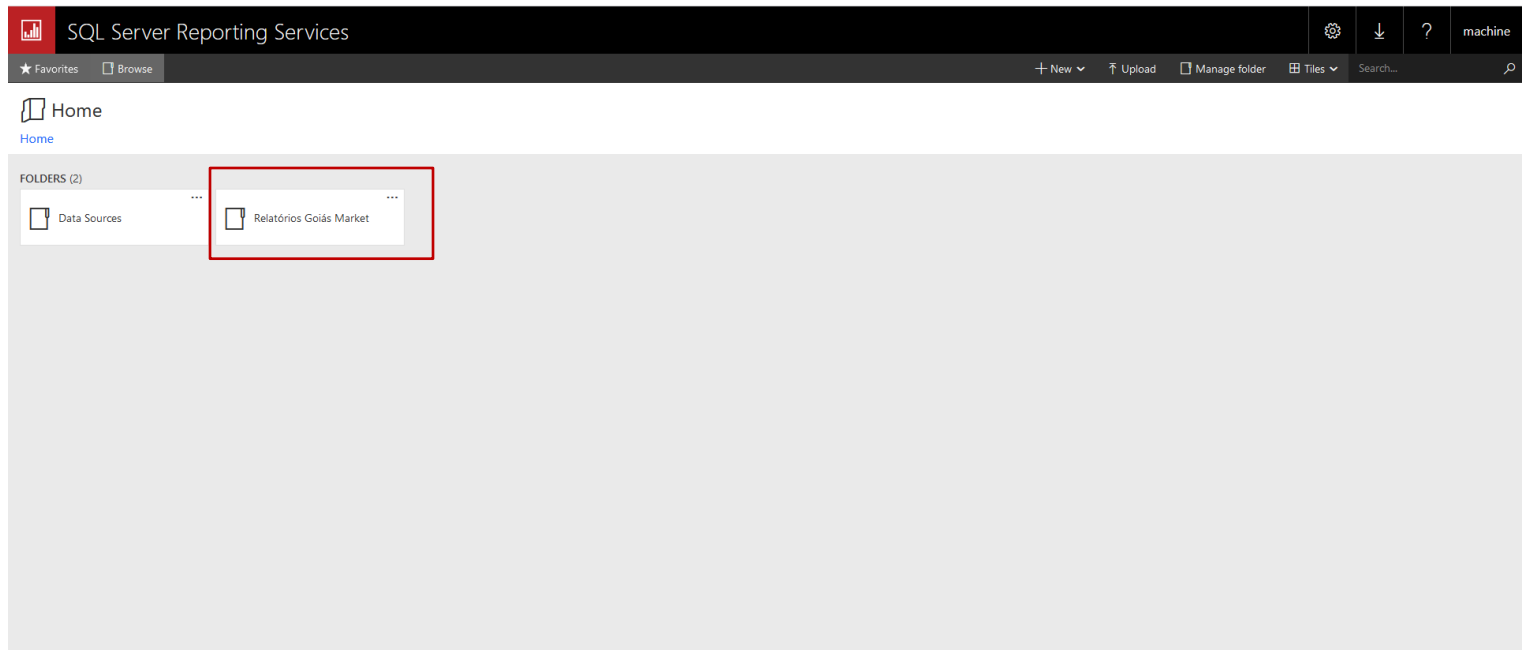 SQL Server Reporting Services
?
machine
Favorites
Browse
New
Upload
Manage folder
Tiles
Search...
Home
Home
FOLDERS (2)
...
...
Data Sources
Relatórios Goiás Market